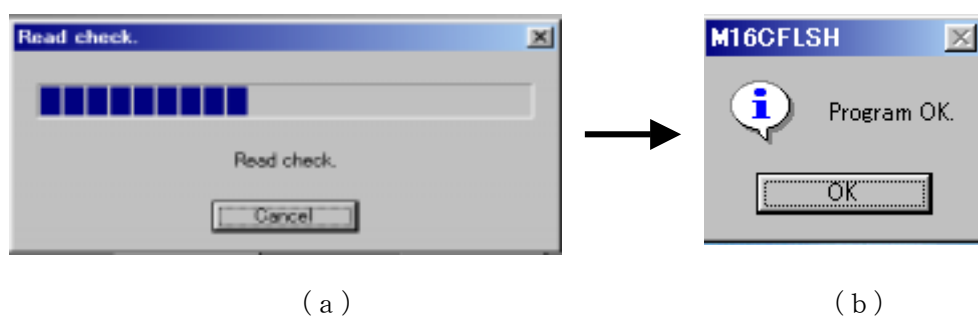 Read check.
Read check.
Cancel
(a)
M16CFLSH
Program OK.
OK
(b)